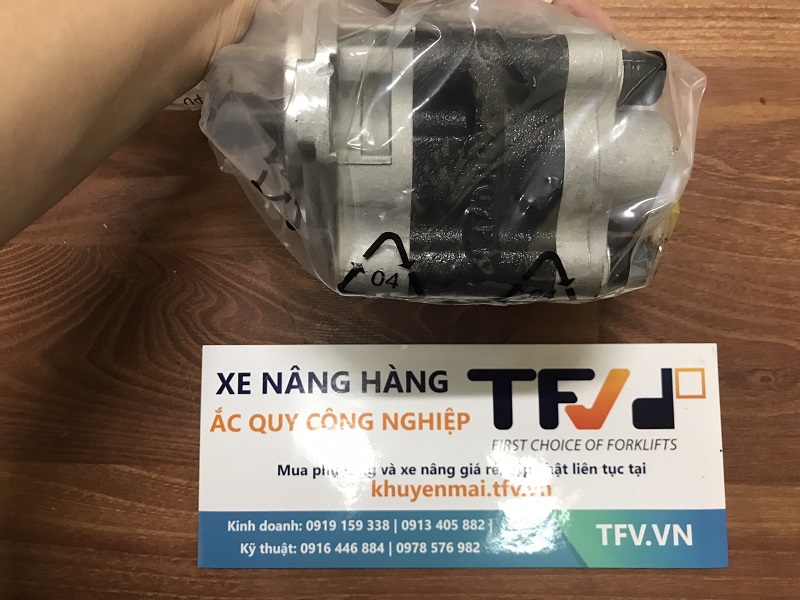 04
04
XE NÂNG HÀNG
ẮC QUY CÔNG NGHIỆP
TFV
FIRST CHOICE OF FORKLIFTS
Mua phụ và xe nâng giá rẻ, nhật liên tục tại
khuyenmai.tfv.vn
Kinh doanh: 0919 159 338 | 0913 405 882 |
Kỹ thuật: 0916 446 884 | 0978 576 982
TFV.VN